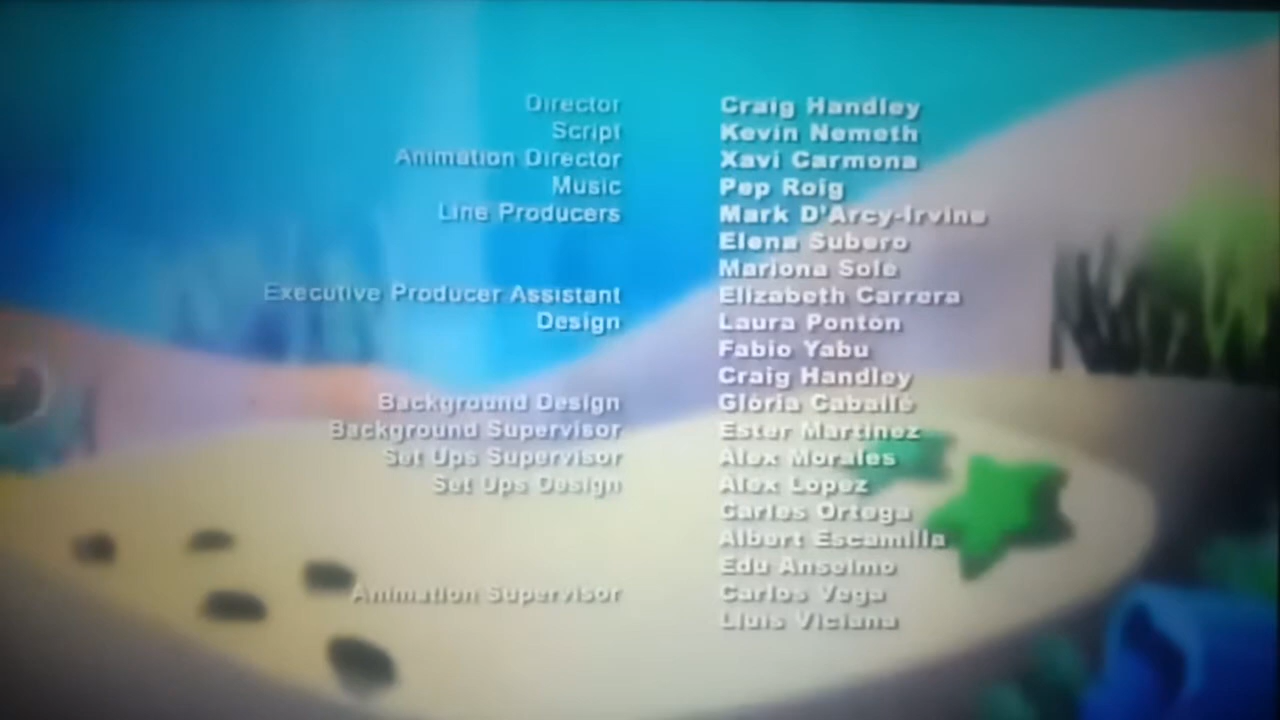 Director Craig Handley
Script Kevin Nemeth
Animation Director Xavi Carmona
Music Pep Roig
Line Producers Mark D'Arcy-Irvine
Elena Subero
Mariona Solé
Executive Producer Assistant Elizabeth Carrera
Design Laura Ponton
Fabio Yabu
Craig Handley
Background Design Glória Caballé
Background Supervisor Ester Martinez
Set Ups Supervisor Alex Morales
Set Ups Design Alex Lopez
Carles Ortega
Albert Escamilla
Edu Anselmo
Animation Supervisor Carlos Vega
Lluis Viciana